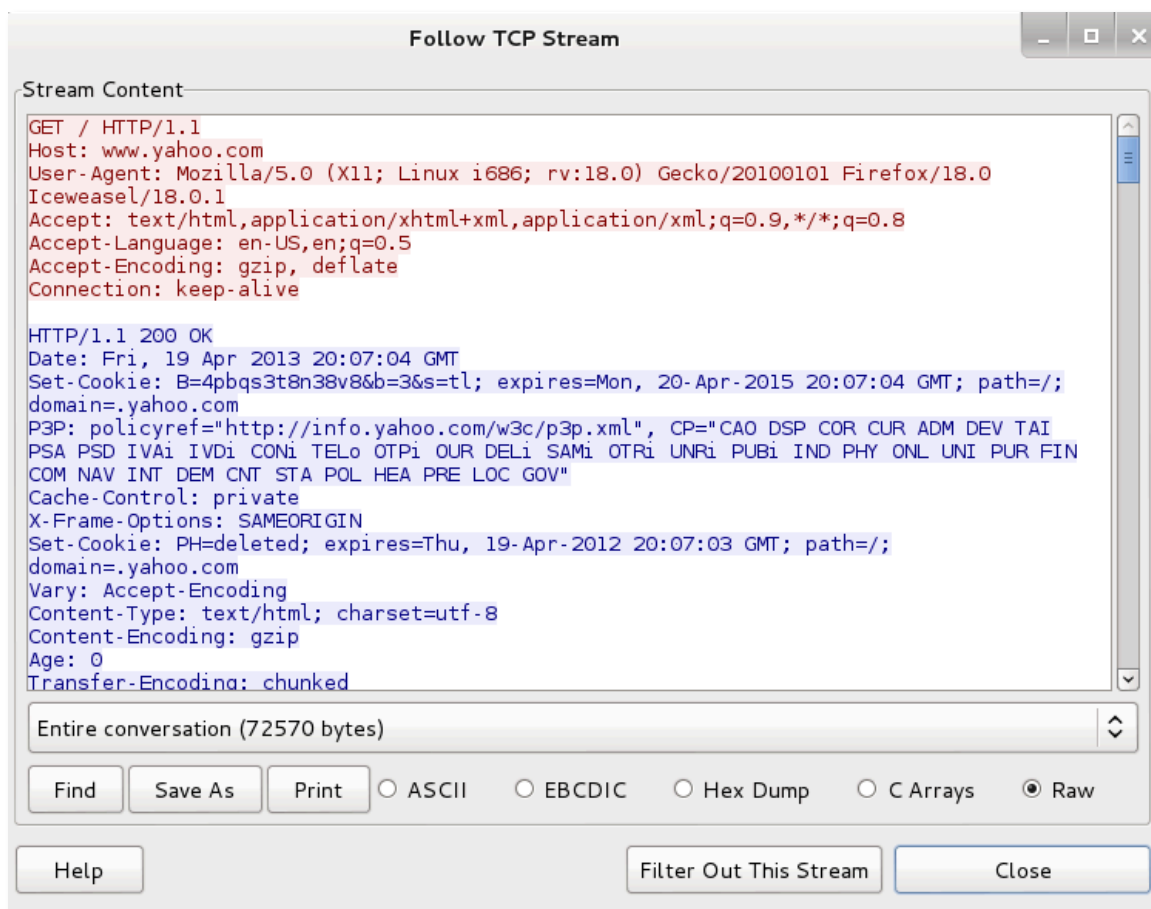 Follow TCP Stream
Stream Content
GET / HTTP/1.1
Host: www.yahoo.com
User-Agent: Mozilla/5.0 (X11; Linux i686; rv:18.0) Gecko/20100101 Firefox/18.0
Iceweasel/18.0.1
Accept: text/html,application/xhtml+xml,application/xml;q=0.9,*/*;q=0.8
Accept-Language: en-US,en;q=0.5
Accept-Encoding: gzip, deflate
Connection: keep-alive
HTTP/1.1 200 OK
Date: Fri, 19 Apr 2013 20:07:04 GMT
Set-Cookie: B=4pbqs3t8n38v8&b=3&s=tl; expires=Mon, 20-Apr-2015 20:07:04 GMT; path=/;
domain=.yahoo.com
P3P: policyref="http://info.yahoo.com/w3c/p3p.xml", CP="CAO DSP COR CUR ADM DEV TAI
PSA PSD IVAi IVDi CONi TELo OTPi OUR DELi SAMi OTRi UNRi PUBi IND PHY ONL UNI PUR FIN
COM NAV INT DEM CNT STA POL HEA PRE LOC GOV"
Cache-Control: private
X-Frame-Options: SAMEORIGIN
Set-Cookie: PH=deleted; expires=Thu, 19-Apr-2012 20:07:03 GMT; path=/;
domain=.yahoo.com
Vary: Accept-Encoding
Content-Type: text/html; charset=utf-8
Content-Encoding: gzip
Age: 0
Transfer-Encoding: chunked
Entire conversation (72570 bytes)
Find Save As Print ASCII EBCDIC Hex Dump C Arrays Raw
Help Filter Out This Stream Close